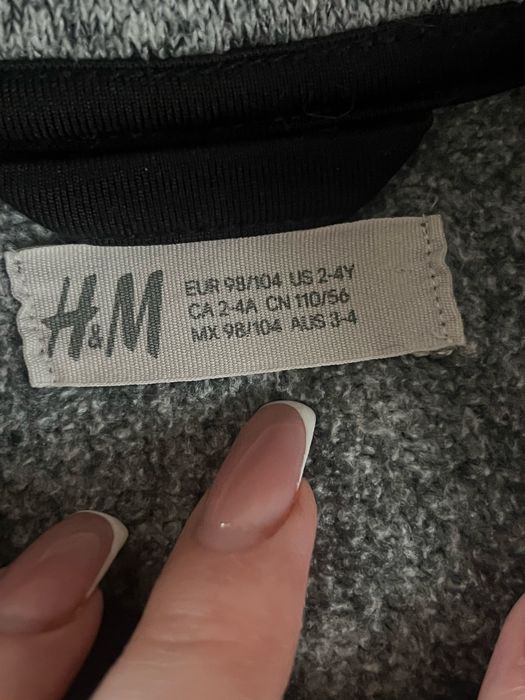 H&M
EUR 98/104 US 2-4Y
CA 2-4A CN 110/56
MX 98/104 AUS 3-4